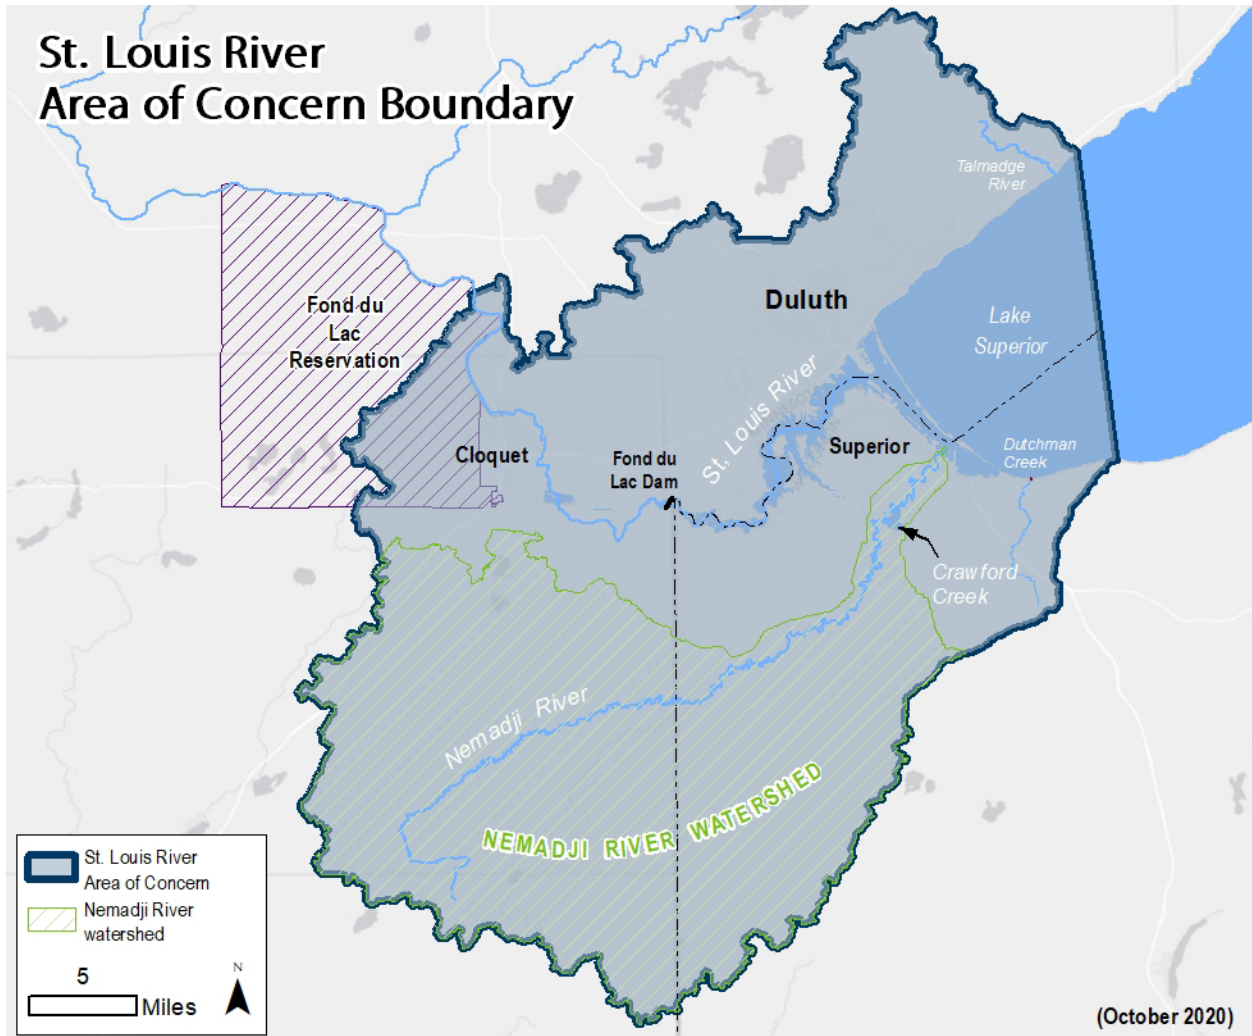 St. Louis River
Area of Concern Boundary
Talmadge
River
Fond du
Lac
Reservation
Duluth
Lake
Superior
St. Louis River
Cloquet
Fond du
Lac Dam
Superior
Dutchman
Creek
Crawford
Creek
Nemadji River
NEMADJI RIVER WATERSHED
St. Louis River
Area of Concern
Nemadji River
watershed
5
Miles
N
(October 2020)